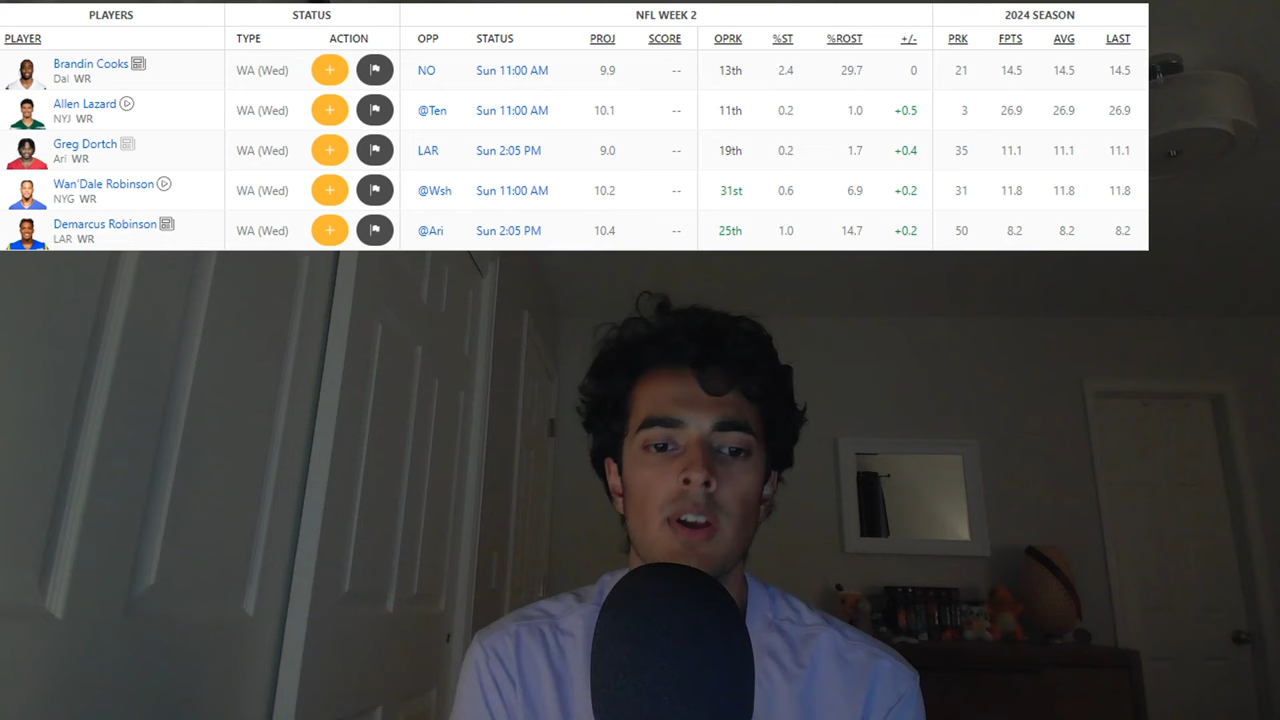 PLAYERS STATUS NFL WEEK 2 2024 SEASON
PLAYER TYPE ACTION OPP STATUS PROJ SCORE OPRK %ST %ROST +/- PRK FPTS AVG LAST
Brandin Cooks
Dal WR
WA (Wed) NO Sun 11:00 AM 9.9 -- 13th 2.4 29.7 0 21 14.5 14.5 14.5
Allen Lazard
NYJ WR
WA (Wed) @Ten Sun 11:00 AM 10.1 -- 11th 0.2 1.0 +0.5 3 26.9 26.9 26.9
Greg Dortch
Ari WR
WA (Wed) LAR Sun 2:05 PM 9.0 -- 19th 0.2 1.7 +0.4 35 11.1 11.1 11.1
Wan'Dale Robinson
NYG WR
WA (Wed) @Wsh Sun 11:00 AM 10.2 -- 31st 0.6 6.9 +0.2 31 11.8 11.8 11.8
Demarcus Robinson
LAR WR
WA (Wed) @Ari Sun 2:05 PM 10.4 -- 25th 1.0 14.7 +0.2 50 8.2 8.2 8.2